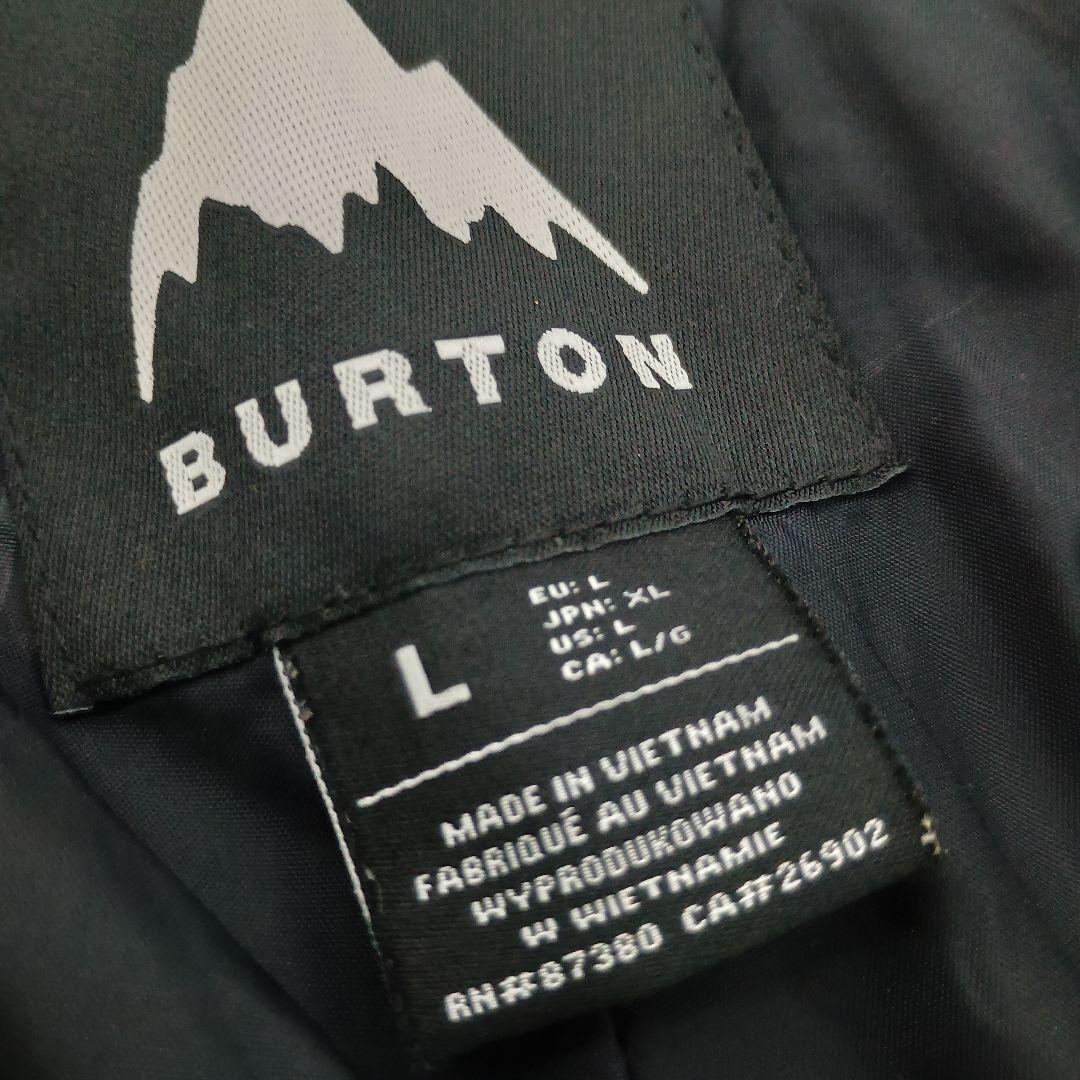 BURTON
L
EU: L
JPN: XL
US: L
CA: L/G
MADE IN VIETNAM
FABRIQUÉ AU VIETNAM
WYPRODUKOWANO
W WIETNAMIE
RN#87380 CA#26902